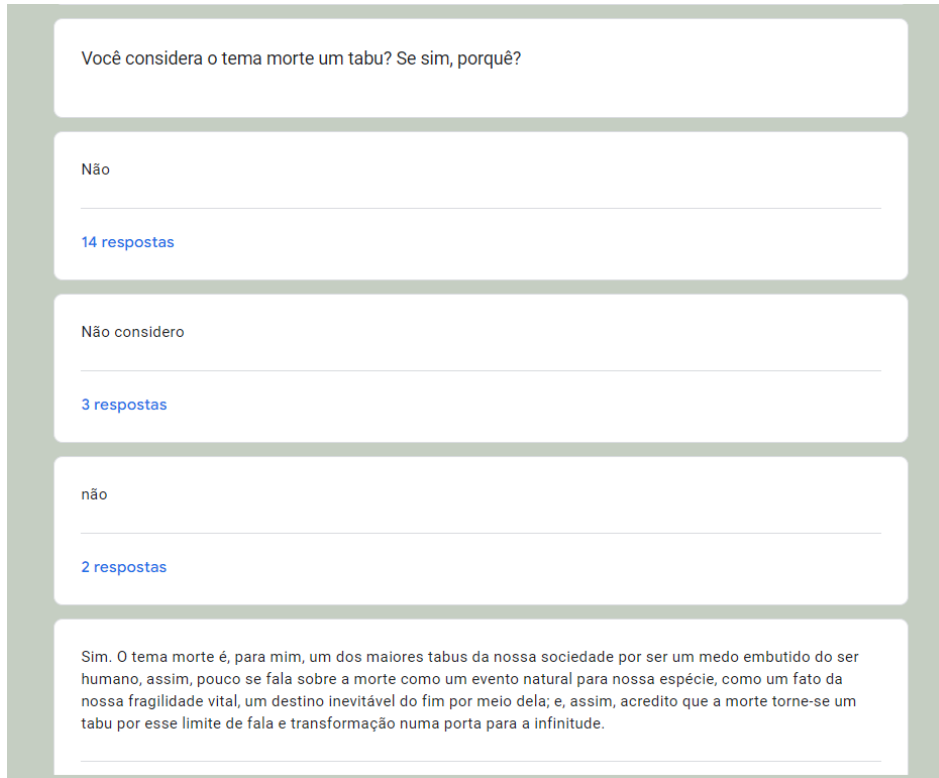 Você considera o tema morte um tabu? Se sim, porquê?
Não
14 respostas
Não considero
3 respostas
não
2 respostas
Sim. O tema morte é, para mim, um dos maiores tabus da nossa sociedade por ser um medo embutido do ser
humano, assim, pouco se fala sobre a morte como um evento natural para nossa espécie, como um fato da
nossa fragilidade vital, um destino inevitável do fim por meio dela; e, assim, acredito que a morte torne-se um
tabu por esse limite de fala e transformação numa porta para a infinitude.